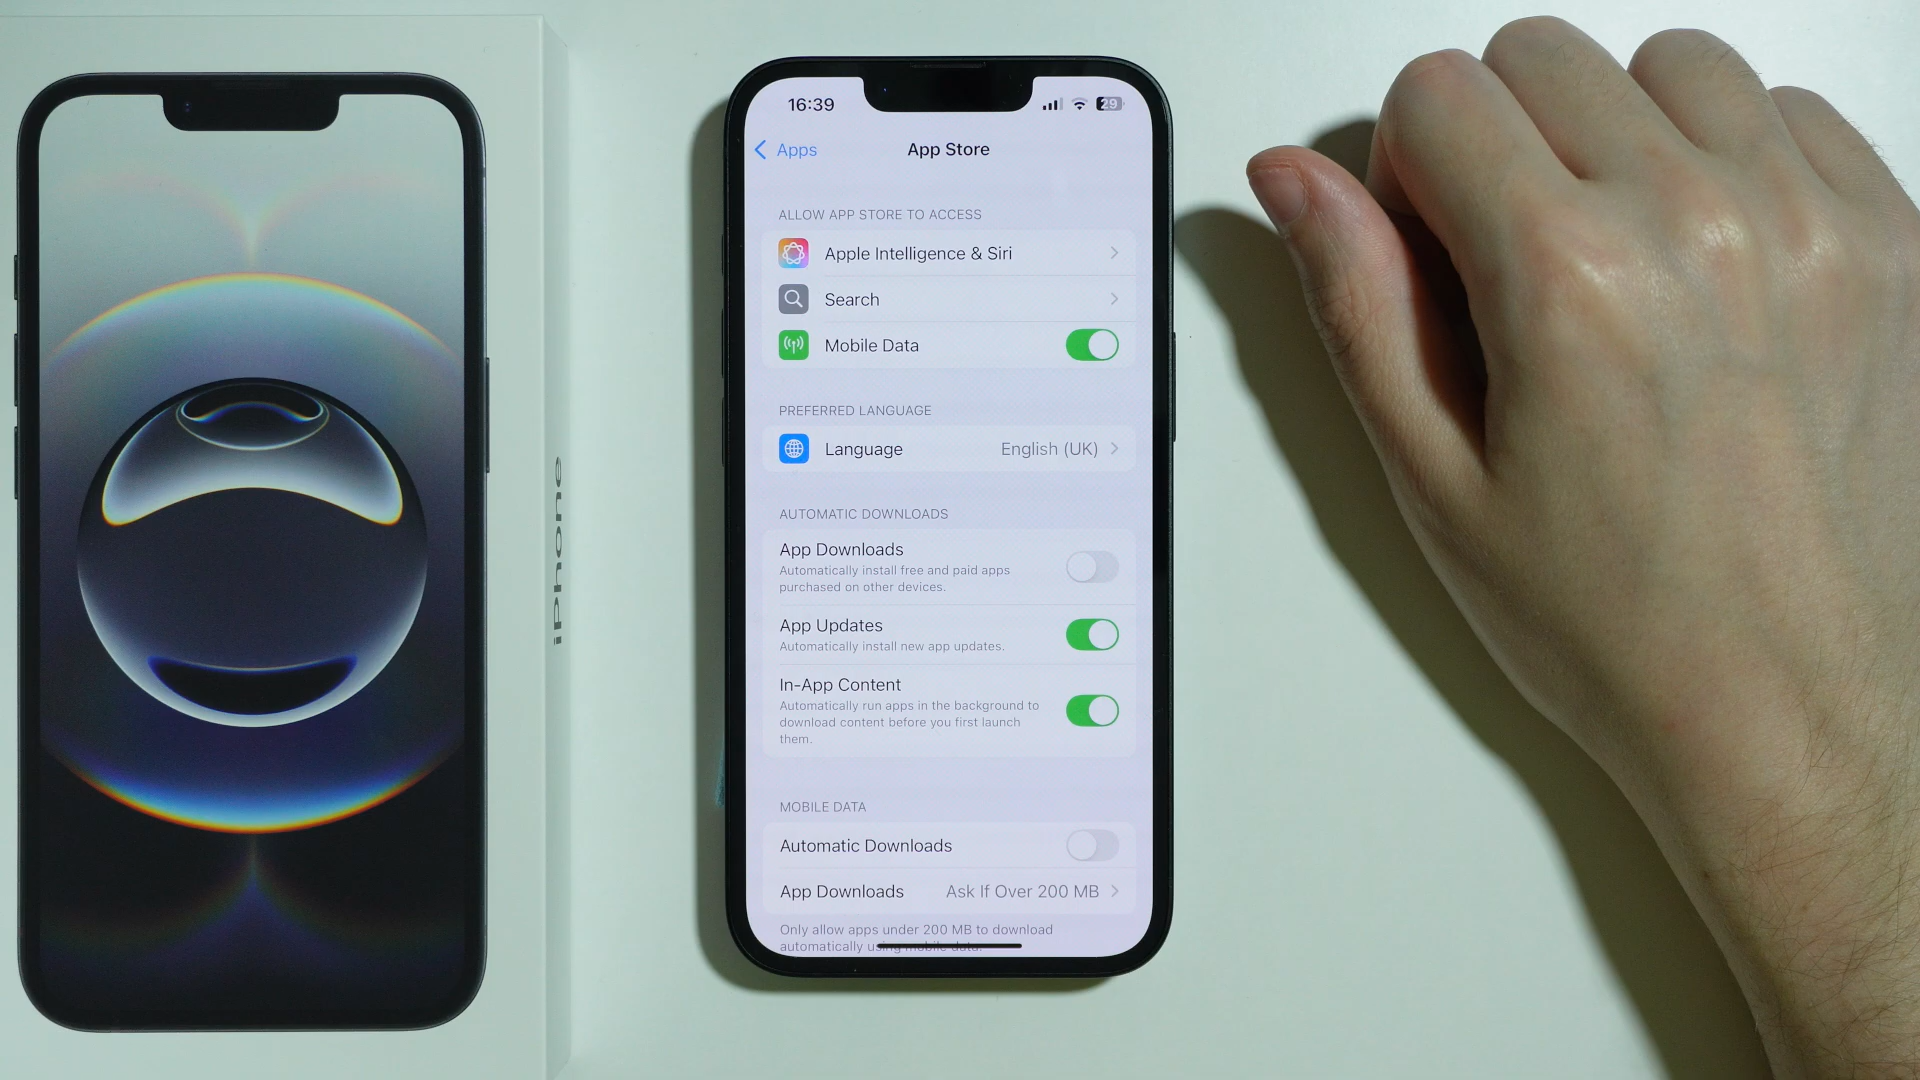 iPhone
16:39
29
Apps
App Store
ALLOW APP STORE TO ACCESS
Apple Intelligence & Siri
Search
Mobile Data
PREFERRED LANGUAGE
Language English (UK)
AUTOMATIC DOWNLOADS
App Downloads
Automatically install free and paid apps
purchased on other devices.
App Updates
Automatically install new app updates.
In-App Content
Automatically run apps in the background to
download content before you first launch
them.
MOBILE DATA
Automatic Downloads
App Downloads Ask If Over 200 MB
Only allow apps under 200 MB to download
automatically using mobile data.